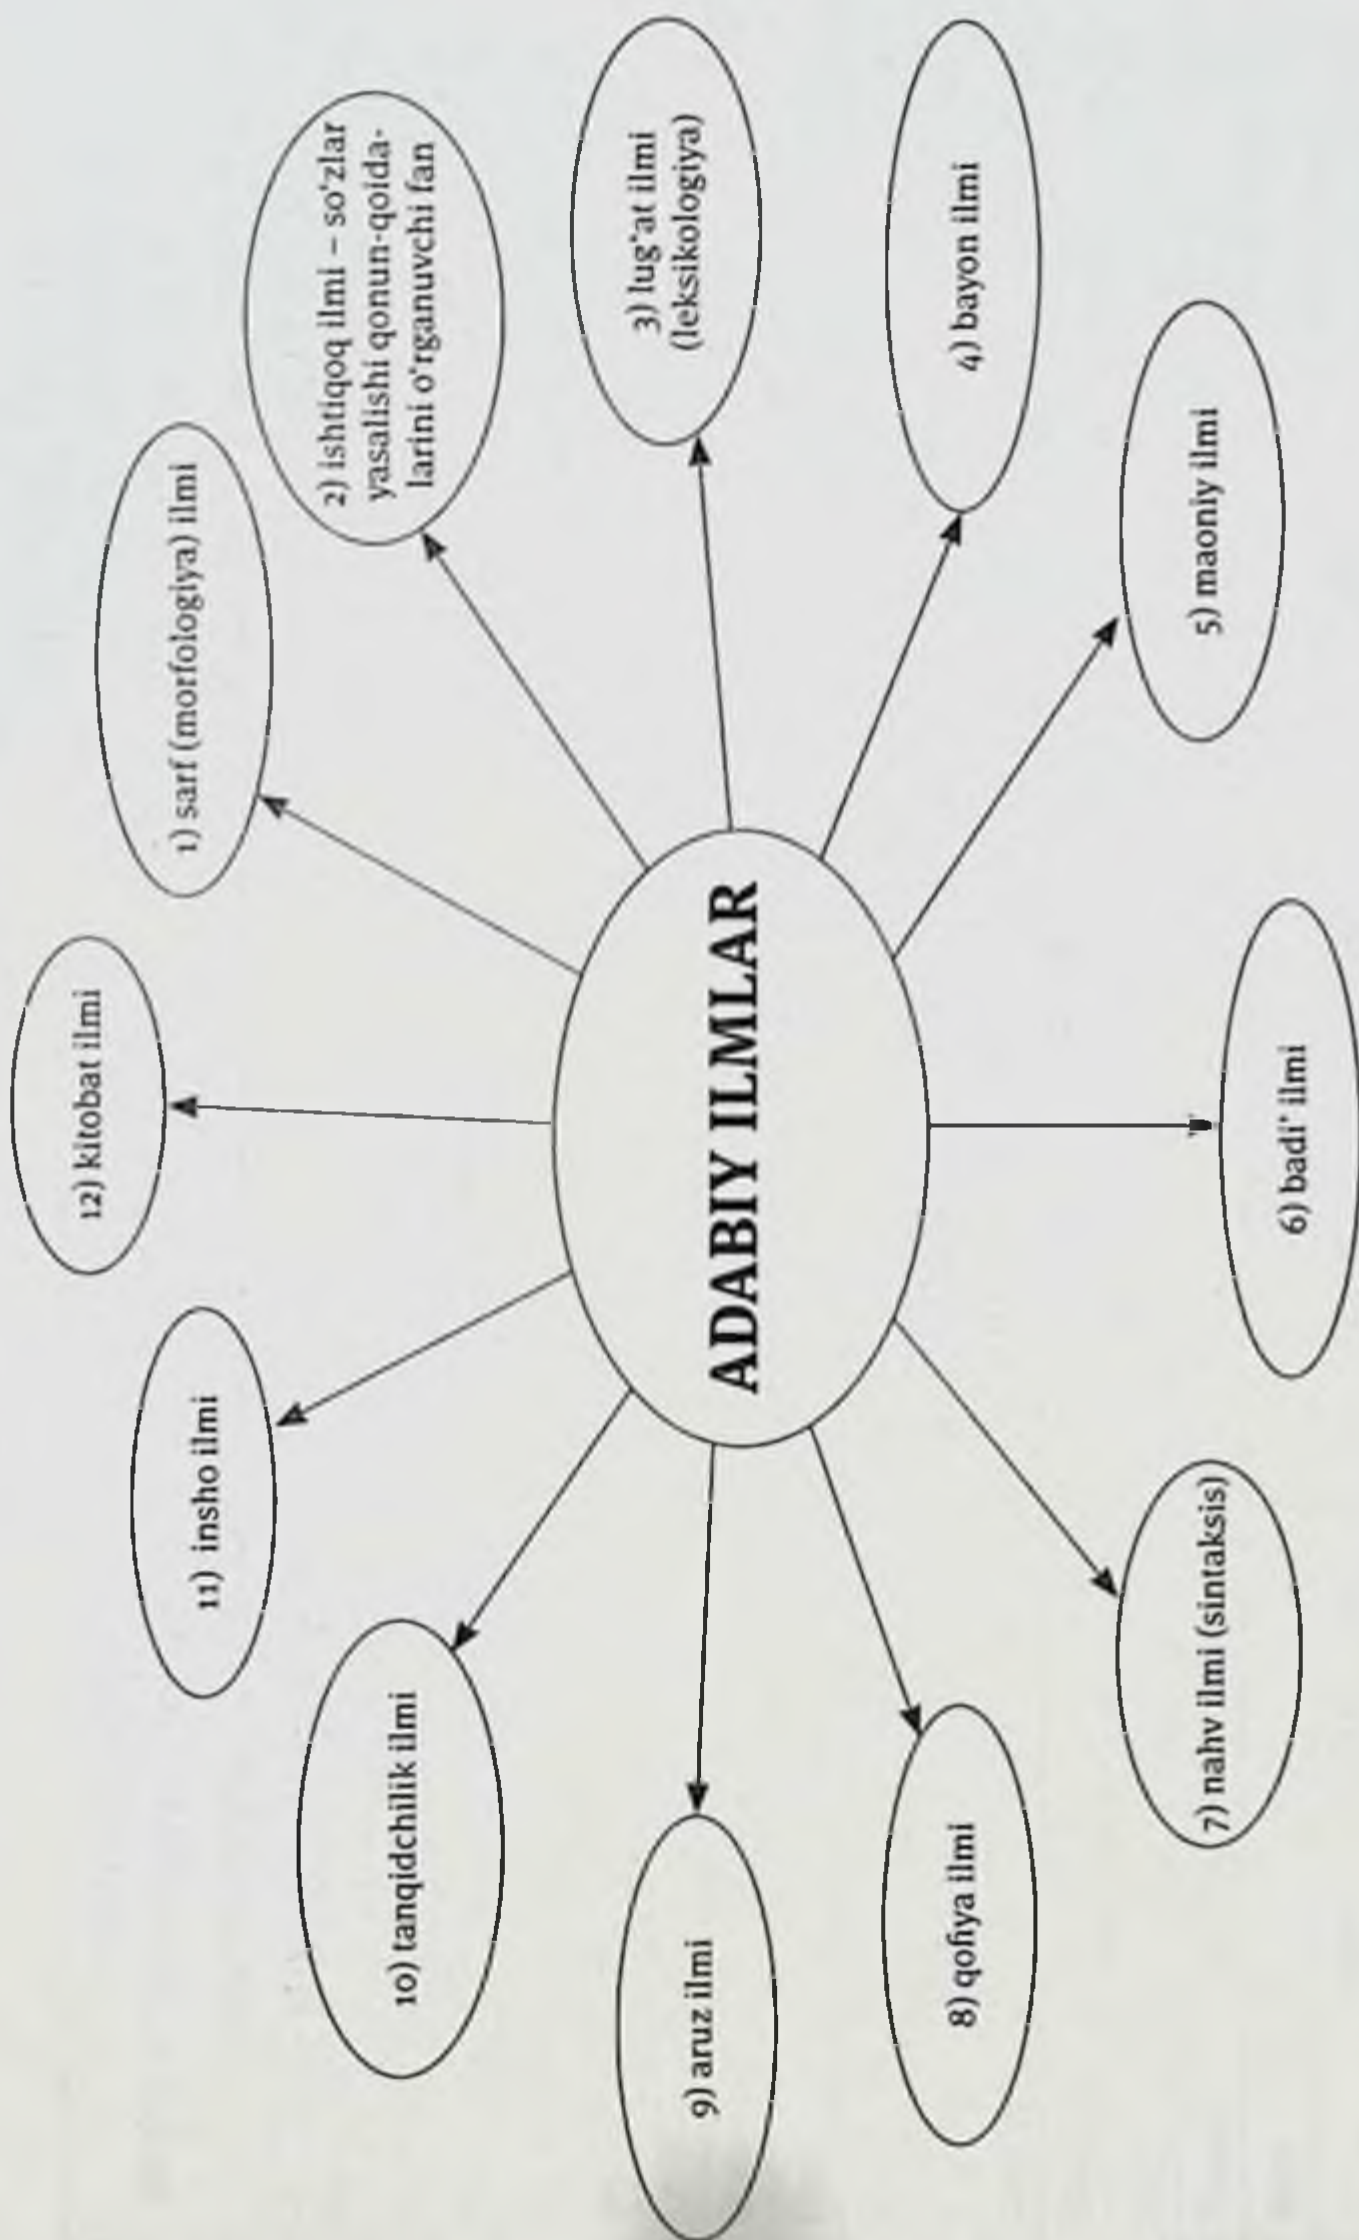 ADABIY ILMLAR
1) sarf (morfologiya) ilmi
2) ishtiqoq ilmi – so‘zlar
yasalishi qonun-qoida-
larini o‘rganuvchi fan
3) lug‘at ilmi
(leksikologiya)
4) bayon ilmi
5) maoniy ilmi
6) badi’ ilmi
7) nahv ilmi (sintaksis)
8) qofiya ilmi
9) aruz ilmi
10) tanqidchilik ilmi
11) insho ilmi
12) kitobat ilmi